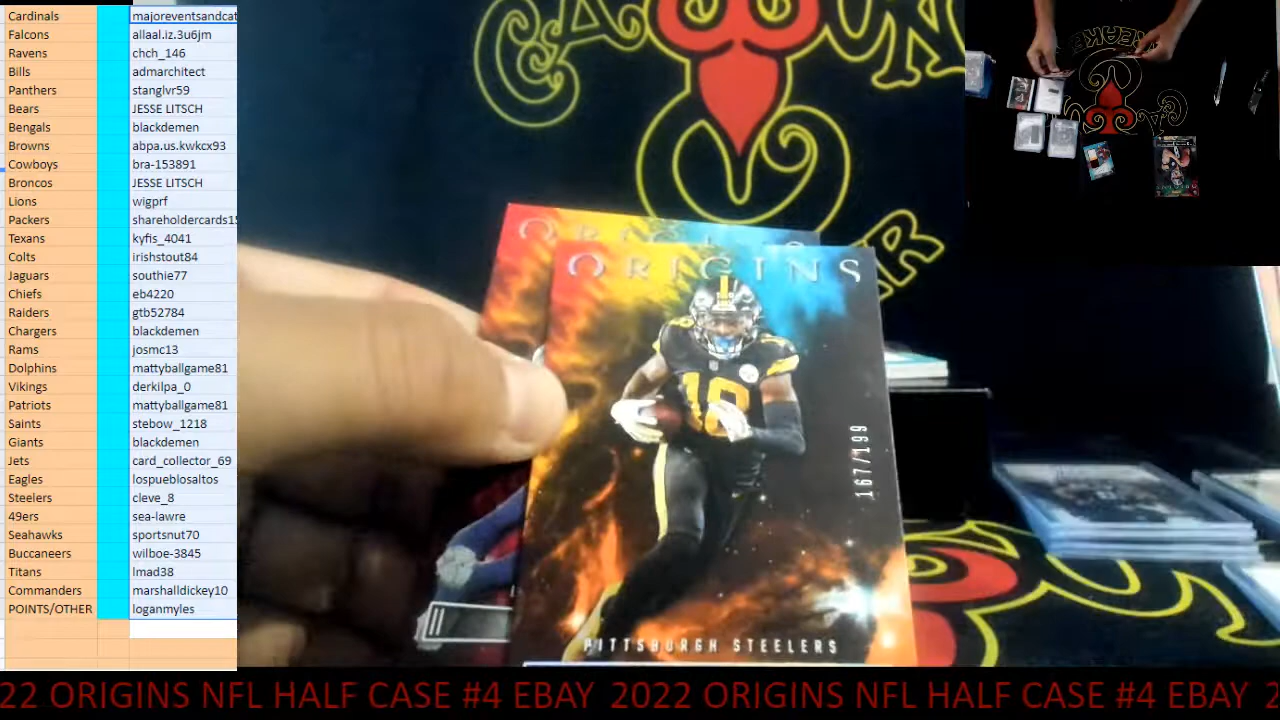 Cardinals majoreventsandcat
Falcons allaal.iz.3u6jm
Ravens chch_146
Bills admarchitect
Panthers stanglvr59
Bears JESSE LITSCH
Bengals blackdemen
Browns abpa.us.kwkcx93
Cowboys bra-153891
Broncos JESSE LITSCH
Lions wigprf
Packers shareholdercards15
Texans kyfis_4041
Colts irishstout84
Jaguars southie77
Chiefs eb4220
Raiders gtb52784
Chargers blackdemen
Rams josmc13
Dolphins mattyballgame81
Vikings derkilpa_0
Patriots mattyballgame81
Saints stebow_1218
Giants blackdemen
Jets card_collector_69
Eagles lospueblosaltos
Steelers cleve_8
49ers sea-lawre
Seahawks sportsnut70
Buccaneers wilboe-3845
Titans lmad38
Commanders marshalldickey10
POINTS/OTHER loganmyles
ORIGINS
ORIGINS
18
167/199
PITTSBURGH STEELERS
22 ORIGINS NFL HALF CASE #4 EBAY 2022 ORIGINS NFL HALF CASE #4 EBAY 2